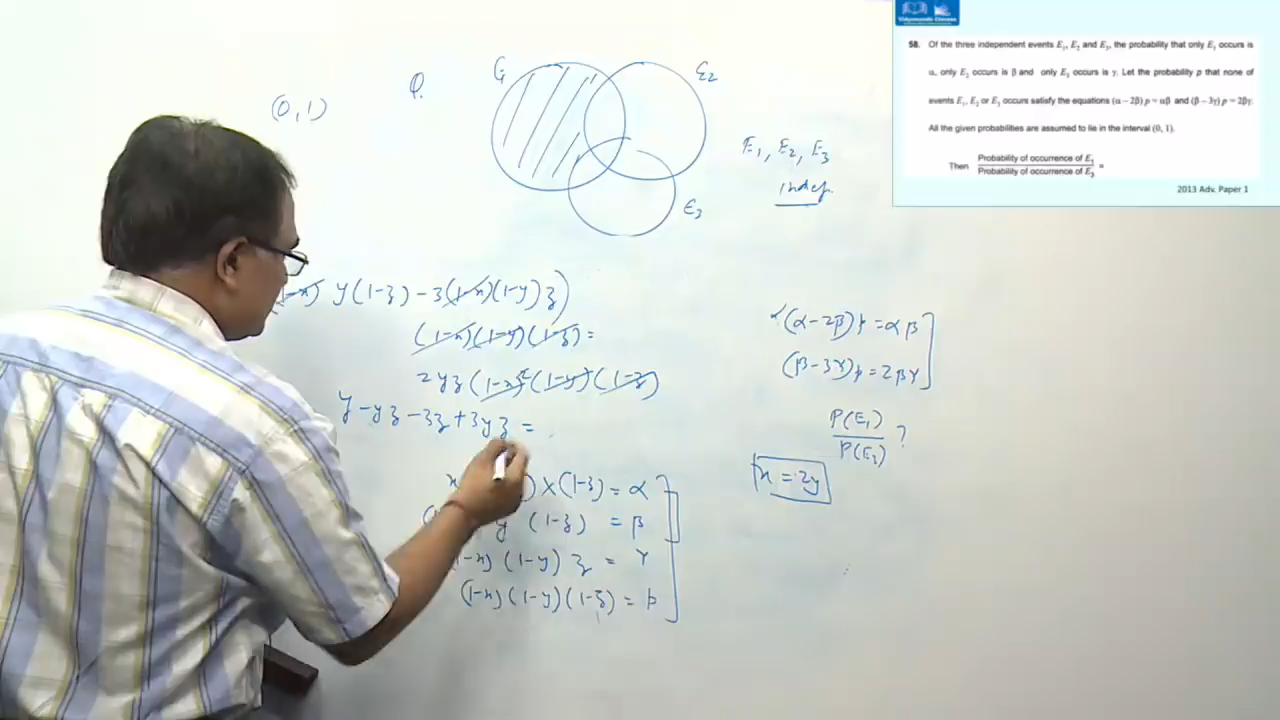 Vidyamandir Classes
58. Of the three independent events E₁, E₂ and E₃, the probability that only E₁ occurs is
α, only E₂ occurs is β and only E₃ occurs is γ. Let the probability p that none of
events E₁, E₂ or E₃ occurs satisfy the equations (α – 2β) p = αβ and (β – 3γ) p = 2βγ.
All the given probabilities are assumed to lie in the interval (0, 1).
Then Probability of occurrence of E₁ / Probability of occurrence of E₃ =
2013 Adv. Paper 1
(0, 1)
E₂
E₁, E₂, E₃
indep.
E₃
y(1-z) - 3(1-x)(1-y)z)
(1-x)(1-y)(1-z) =
2yz(1-x)(1-y)(1-z)
y - yz - 3z + 3yz =
(α-2β)p = αβ
(β-3γ)p = 2βγ
P(E₁) / P(E₃) ?
x = 2y
x(1-z) = α
y (1-z) = β
(1-y) z = γ
(1-x)(1-y)(1-z) = p